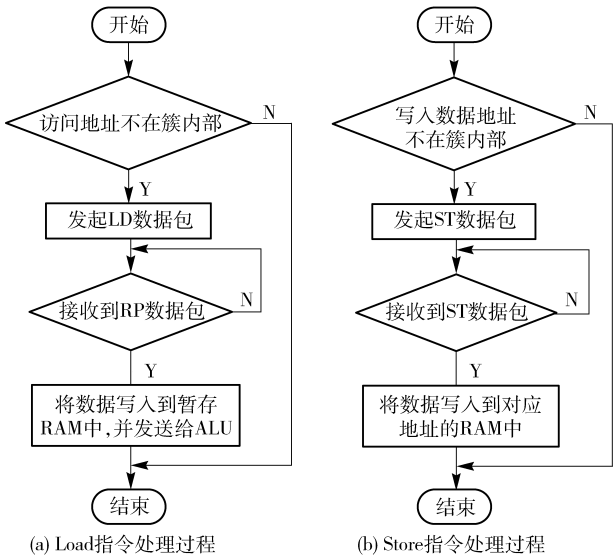 开始
访问地址不在簇内部
N
Y
发起LD数据包
接收到RP数据包
N
Y
将数据写入到暂存
RAM中,并发送给ALU
结束
(a) Load指令处理过程
开始
写入数据地址
不在簇内部
N
Y
发起ST数据包
接收到ST数据包
N
Y
将数据写入到对应
地址的RAM中
结束
(b) Store指令处理过程